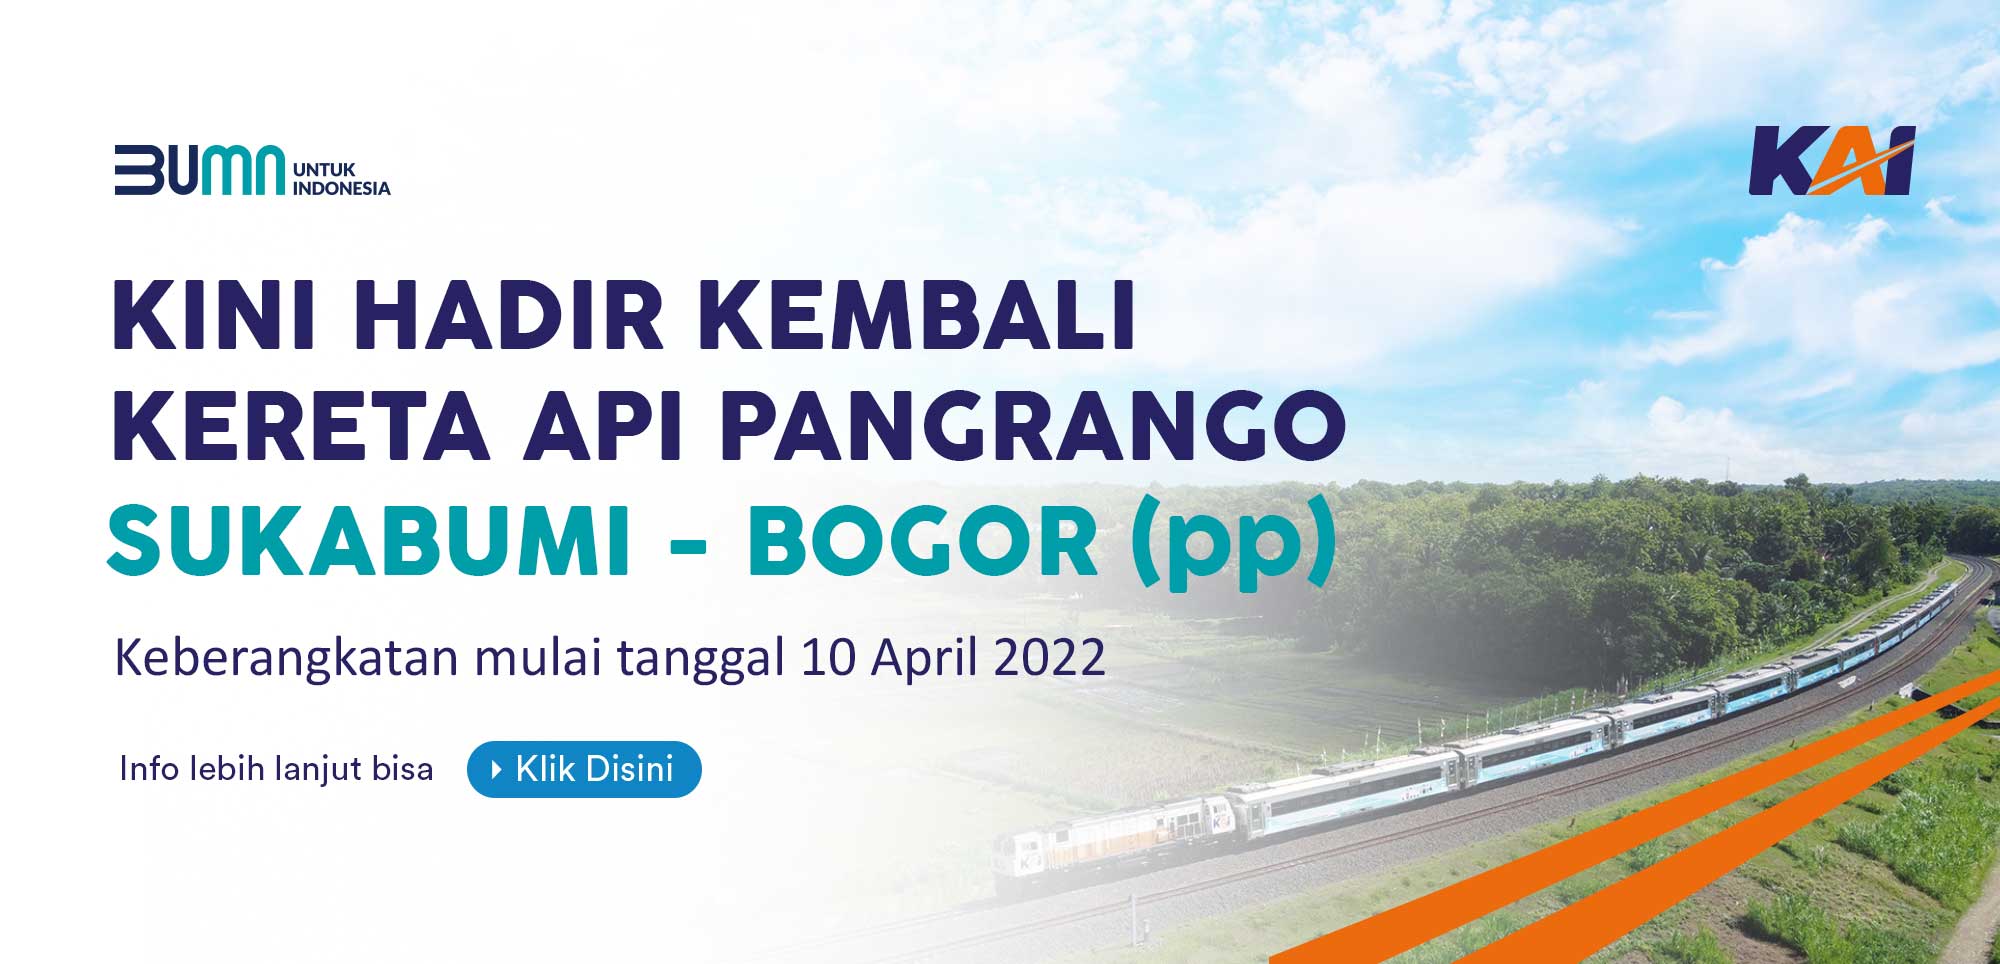 BUMN UNTUK
INDONESIA
KAI
KINI HADIR KEMBALI
KERETA API PANGRANGO
SUKABUMI - BOGOR (pp)
Keberangkatan mulai tanggal 10 April 2022
Info lebih lanjut bisa Klik Disini
KAI